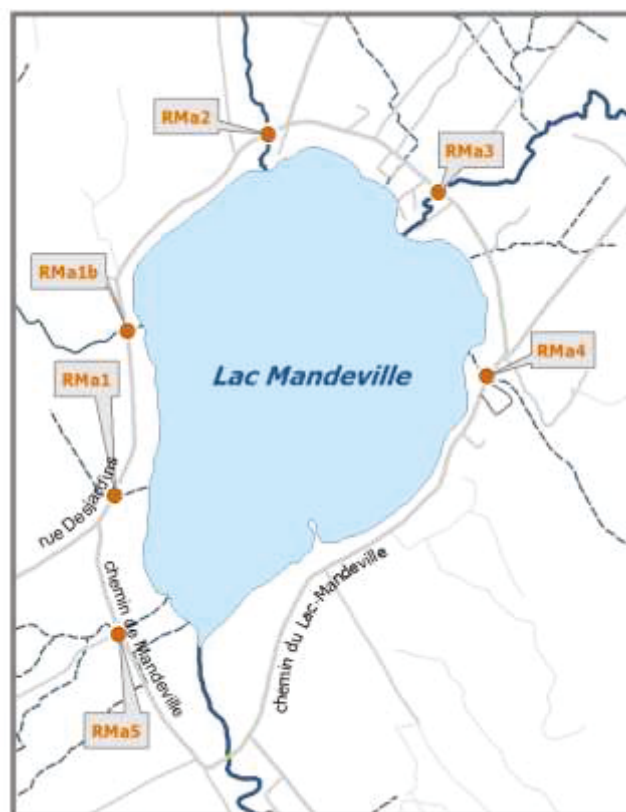 RMa2
RMa3
RMa1b
RMa4
RMa1
Lac Mandeville
rue Desjardins
chemin de Mandeville
chemin du Lac-Mandeville
RMa5